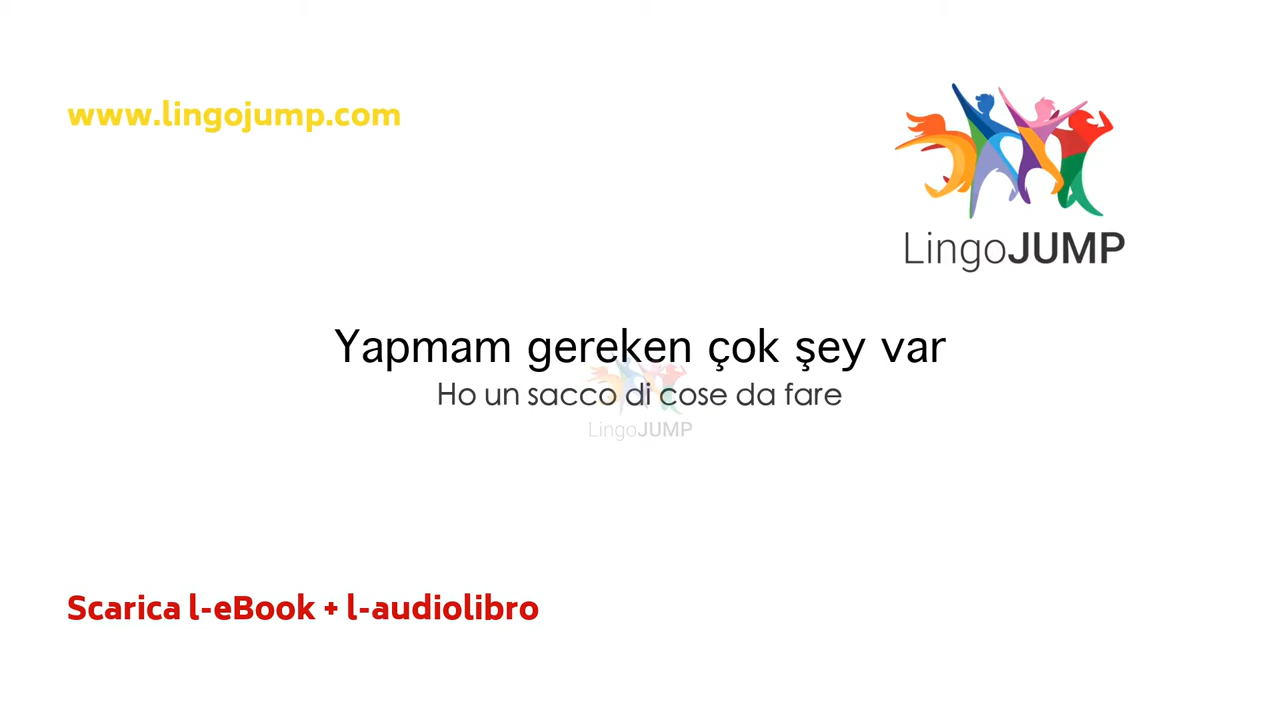 www.lingojump.com
LingoJUMP
Yapmam gereken çok şey var
Ho un sacco di cose da fare
LingoJUMP
Scarica l-eBook + l-audiolibro